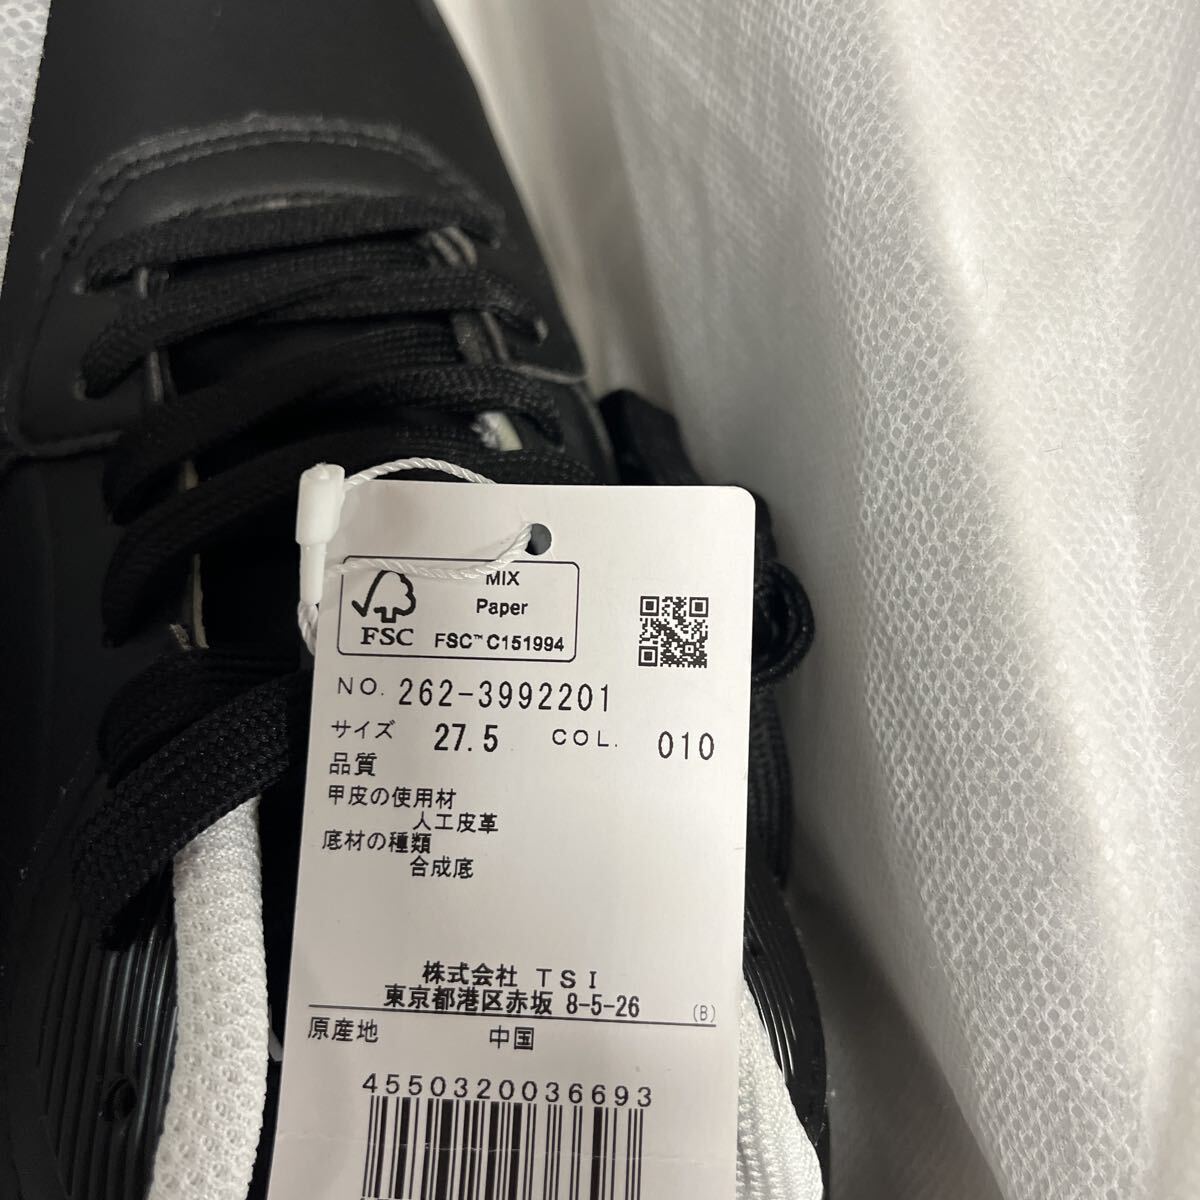 MIX
Paper
FSC
FSC™ C151994
NO. 262-3992201
サイズ 27.5 COL. 010
品質
甲皮の使用材
人工皮革
底材の種類
合成底
株式会社 TSI
東京都港区赤坂 8-5-26 (B)
原産地 中国
4550320036693